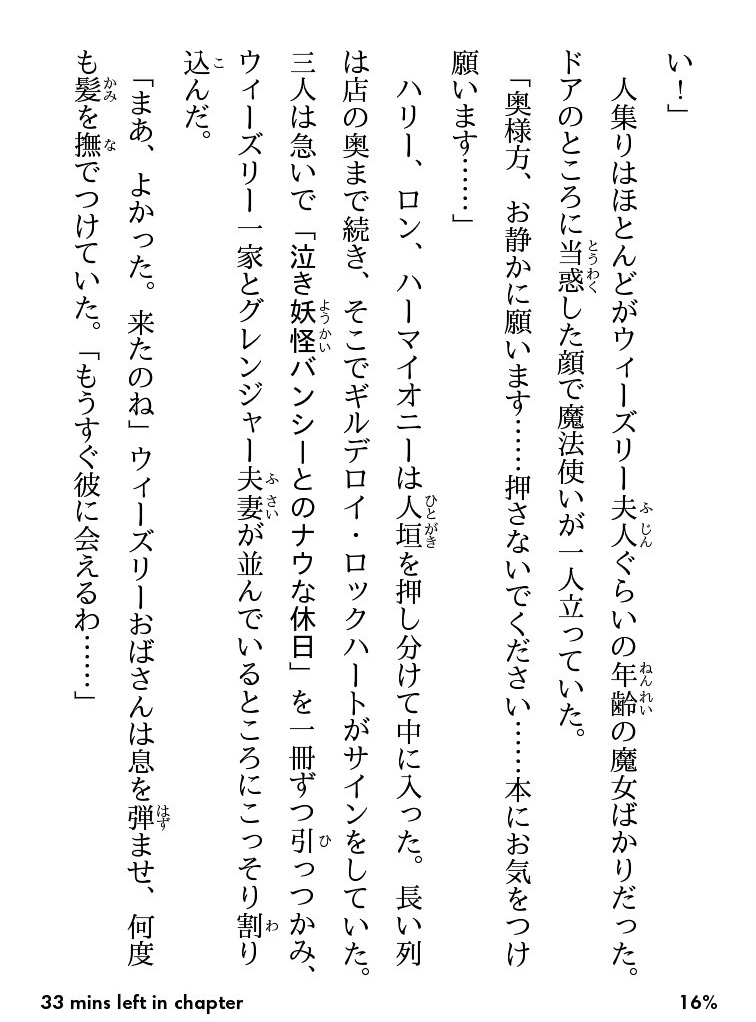 い！」
　人集りはほとんどがウィーズリー夫人ぐらいの年齢の魔女ばかりだった。
ドアのところに当惑した顔で魔法使いが一人立っていた。
「奥様方、お静かに願います……押さないでください……本にお気をつけ
願います……」
　ハリー、ロン、ハーマイオニーは人垣を押し分けて中に入った。長い列
は店の奥まで続き、そこでギルデロイ・ロックハートがサインをしていた。
三人は急いで「泣き妖怪バンシーとのナウな休日」を一冊ずつ引っつかみ、
ウィーズリー一家とグレンジャー夫妻が並んでいるところにこっそり割り
込んだ。
「まあ、よかった。来たのね」ウィーズリーおばさんは息を弾ませ、何度
も髪を撫でつけていた。「もうすぐ彼に会えるわ……」
33 mins left in chapter
16%